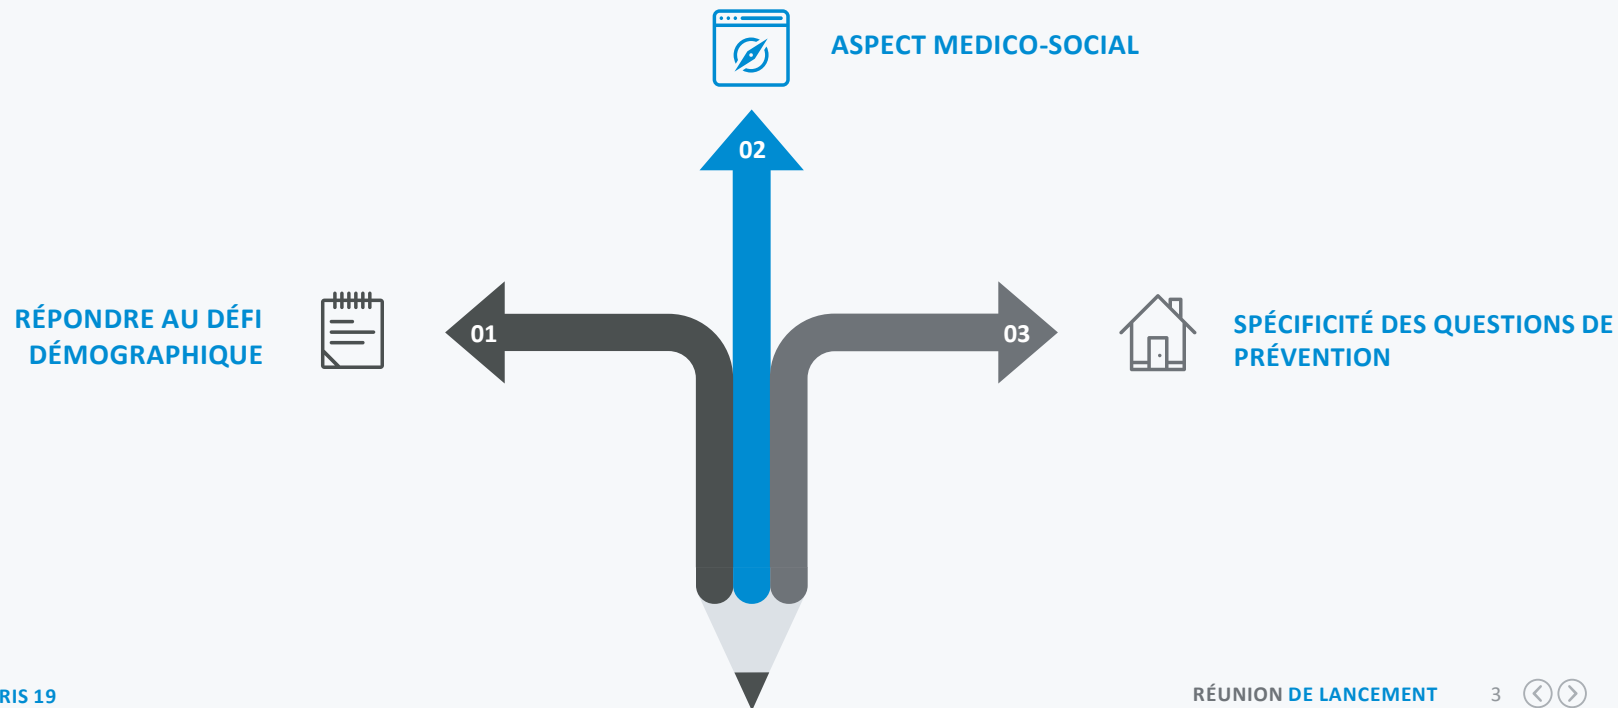 ASPECT MEDICO-SOCIAL
02
RÉPONDRE AU DÉFI
DÉMOGRAPHIQUE
01
03
SPÉCIFICITÉ DES QUESTIONS DE
PRÉVENTION
19
RÉUNION DE LANCEMENT 3